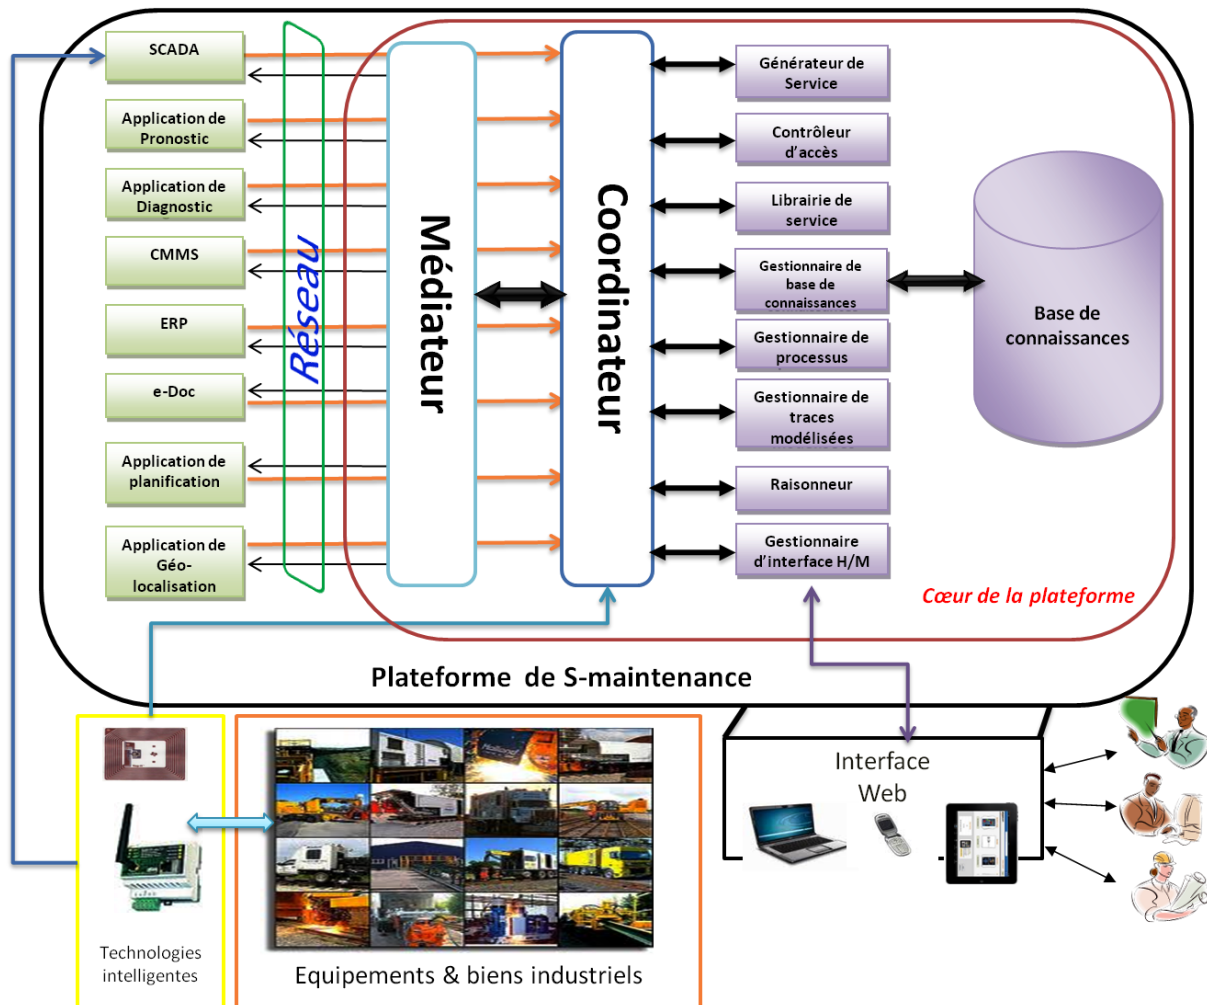 SCADA
Application de
Pronostic
Application de
Diagnostic
CMMS
ERP
e-Doc
Application de
planification
Application de
Géo-
localisation
Réseau
Médiateur
Coordinateur
Générateur de
Service
Contrôleur
d'accès
Librairie de
service
Gestionnaire de
base de
connaissances
Gestionnaire de
processus
Gestionnaire de
traces
modélisées
Raisonneur
Gestionnaire
d'interface H/M
Base de
connaissances
Cœur de la plateforme
Plateforme de S-maintenance
Interface
Web
Technologies
intelligentes
Equipements & biens industriels